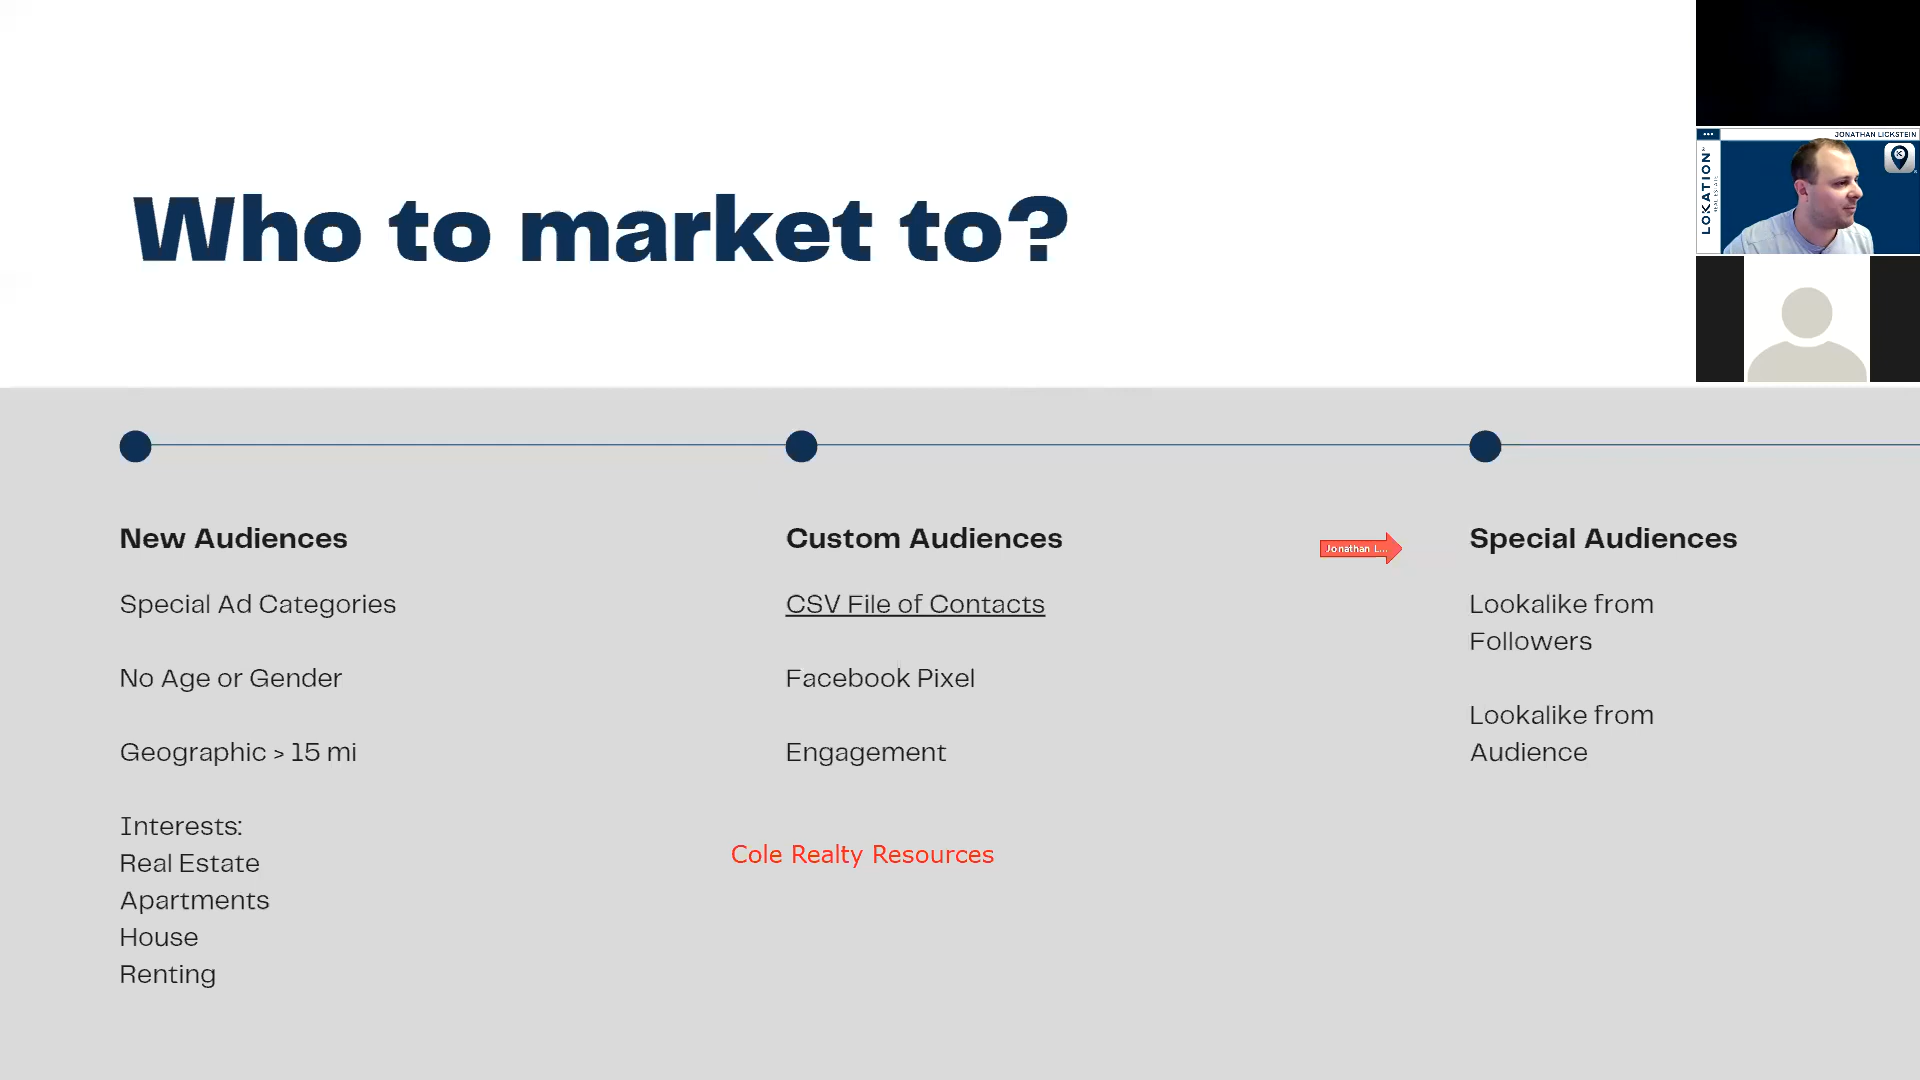 Who to market to?
JONATHAN LICKSTEIN
LOKATION
REAL ESTATE
New Audiences
Special Ad Categories
No Age or Gender
Geographic > 15 mi
Interests:
Real Estate
Apartments
House
Renting
Custom Audiences
CSV File of Contacts
Facebook Pixel
Engagement
Cole Realty Resources
Jonathan L...
Special Audiences
Lookalike from
Followers
Lookalike from
Audience